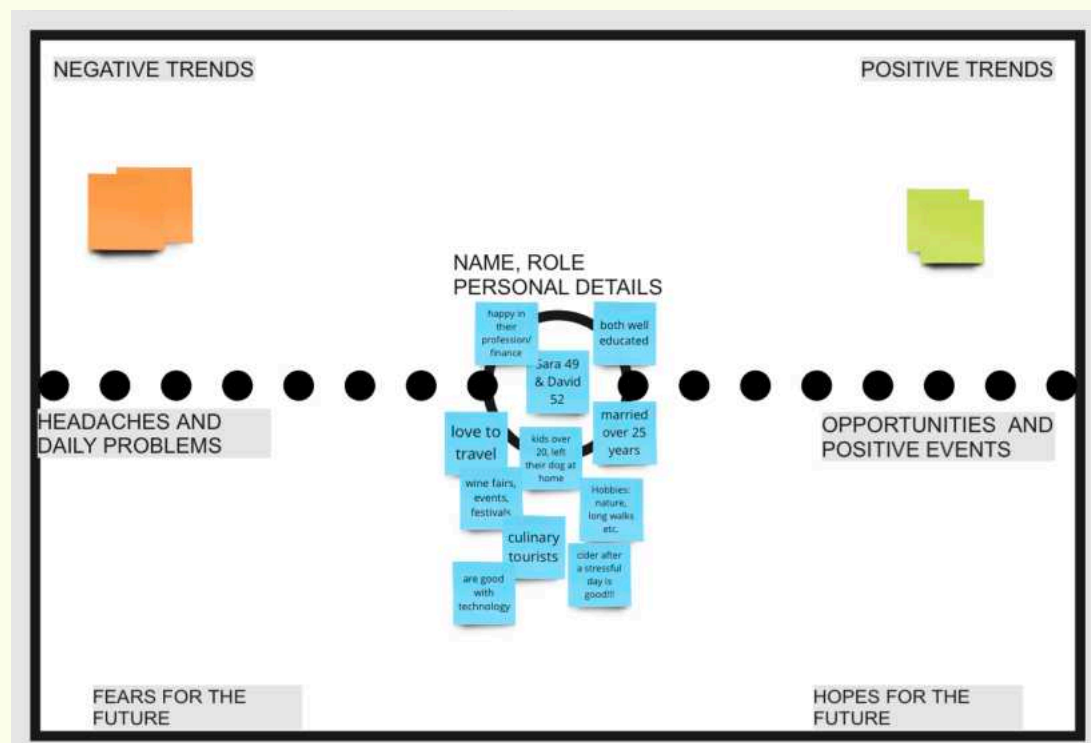 NEGATIVE TRENDS
POSITIVE TRENDS
NAME, ROLE
PERSONAL DETAILS
happy in
their
profession/
finance
both well
educated
Sara 49
& David
52
HEADACHES AND
DAILY PROBLEMS
OPPORTUNITIES AND
POSITIVE EVENTS
love to
travel
kids over
20, left
their dog at
home
married
over 25
years
wine fairs,
events,
festivals
Hobbies:
nature,
long walks
etc.
culinary
tourists
cider after
a stressful
day is
good!!!
are good
with
technology
FEARS FOR THE
FUTURE
HOPES FOR THE
FUTURE